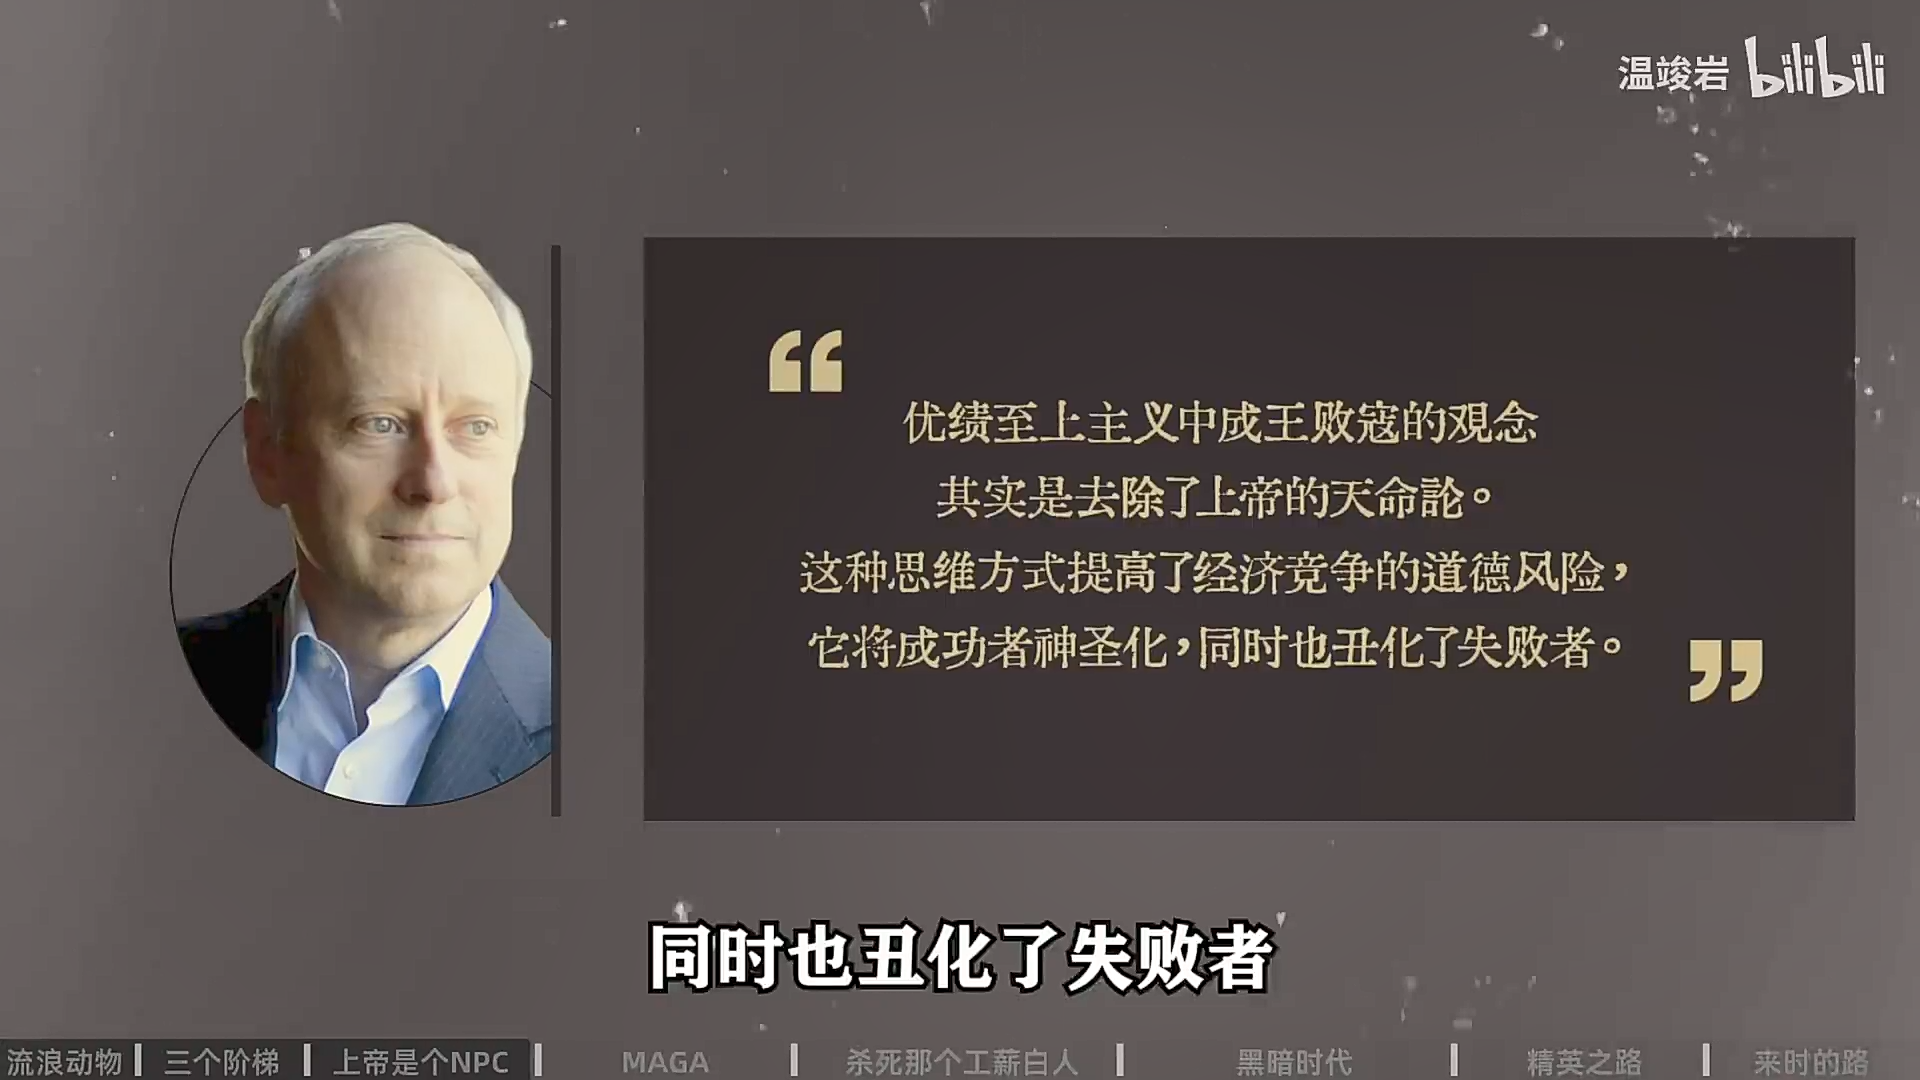 温竣岩 bilibili
“
优绩至上主义中成王败寇的观念
其实是去除了上帝的天命論。
这种思维方式提高了经济竞争的道德风险，
它将成功者神圣化，同时也丑化了失败者。
”
同时也丑化了失败者
流浪动物 三个阶梯 上帝是个NPC MAGA 杀死那个工薪白人 黑暗时代 精英之路 来时的路